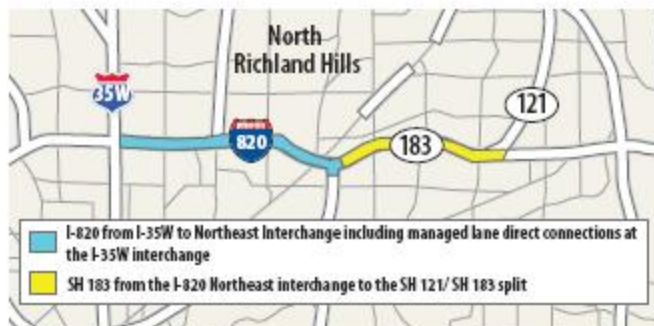 North
Richland Hills
35W
121
820
183
I-820 from I-35W to Northeast Interchange including managed lane direct connections at
the I-35W interchange
SH 183 from the I-820 Northeast interchange to the SH 121/ SH 183 split